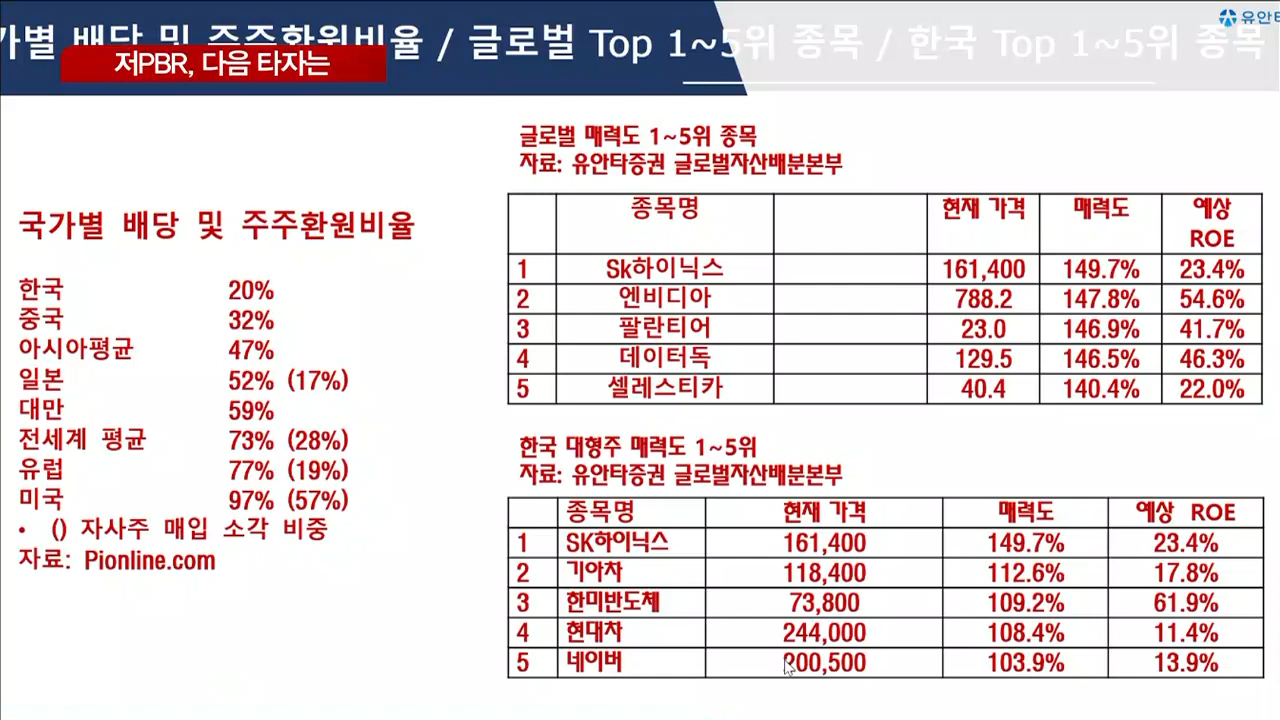 가별 배당 및 주주환원비율 / 글로벌 Top 1~5위 종목 / 한국 Top 1~5위 종목
유안타
저PBR, 다음 타자는
국가별 배당 및 주주환원비율
한국 20%
중국 32%
아시아평균 47%
일본 52% (17%)
대만 59%
전세계 평균 73% (28%)
유럽 77% (19%)
미국 97% (57%)
• () 자사주 매입 소각 비중
자료: Pionline.com
글로벌 매력도 1~5위 종목
자료: 유안타증권 글로벌자산배분본부
종목명 현재 가격 매력도 예상
ROE
1 Sk하이닉스 161,400 149.7% 23.4%
2 엔비디아 788.2 147.8% 54.6%
3 팔란티어 23.0 146.9% 41.7%
4 데이터독 129.5 146.5% 46.3%
5 셀레스티카 40.4 140.4% 22.0%
한국 대형주 매력도 1~5위
자료: 유안타증권 글로벌자산배분본부
종목명 현재 가격 매력도 예상 ROE
1 SK하이닉스 161,400 149.7% 23.4%
2 기아차 118,400 112.6% 17.8%
3 한미반도체 73,800 109.2% 61.9%
4 현대차 244,000 108.4% 11.4%
5 네이버 200,500 103.9% 13.9%